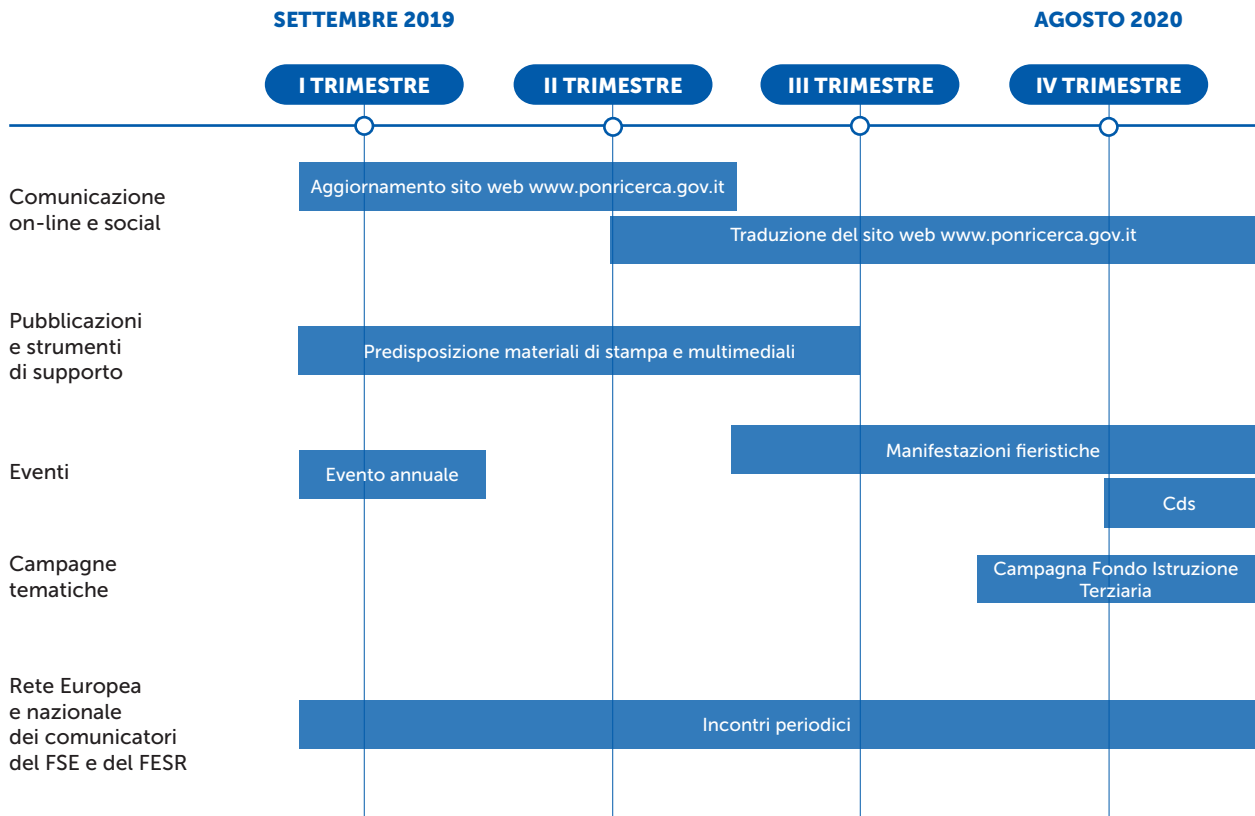 SETTEMBRE 2019
AGOSTO 2020
I TRIMESTRE
II TRIMESTRE
III TRIMESTRE
IV TRIMESTRE
Comunicazione
on-line e social
Aggiornamento sito web www.ponricerca.gov.it
Traduzione del sito web www.ponricerca.gov.it
Pubblicazioni
e strumenti
di supporto
Predisposizione materiali di stampa e multimediali
Eventi
Evento annuale
Manifestazioni fieristiche
Cds
Campagne
tematiche
Campagna Fondo Istruzione
Terziaria
Rete Europea
e nazionale
dei comunicatori
del FSE e del FESR
Incontri periodici